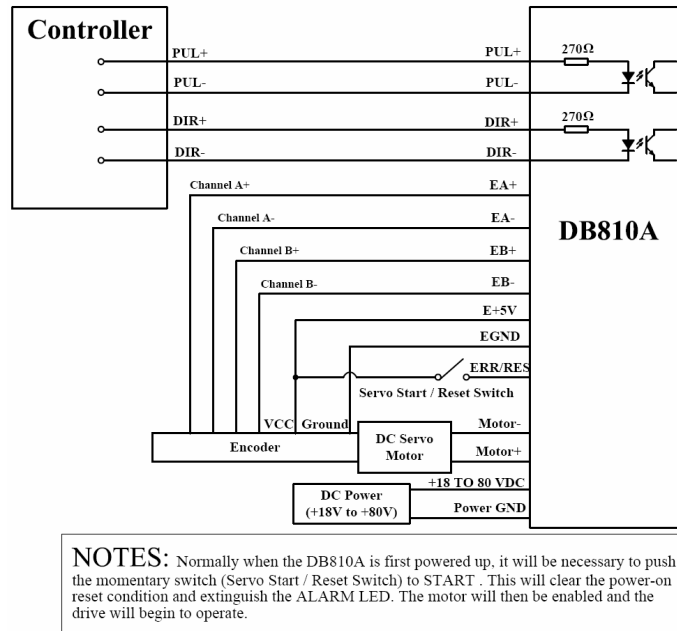 Controller
PUL+ PUL+ 270Ω
PUL- PUL-
DIR+ DIR+ 270Ω
DIR- DIR-
Channel A+ EA+
Channel A- EA-
DB810A
Channel B+ EB+
Channel B- EB-
E+5V
EGND
ERR/RES
Servo Start / Reset Switch
VCC Ground Motor-
Encoder DC Servo Motor+
Motor
+18 TO 80 VDC
DC Power
(+18V to +80V) Power GND
NOTES: Normally when the DB810A is first powered up, it will be necessary to push
the momentary switch (Servo Start / Reset Switch) to START . This will clear the power-on
reset condition and extinguish the ALARM LED. The motor will then be enabled and the
drive will begin to operate.